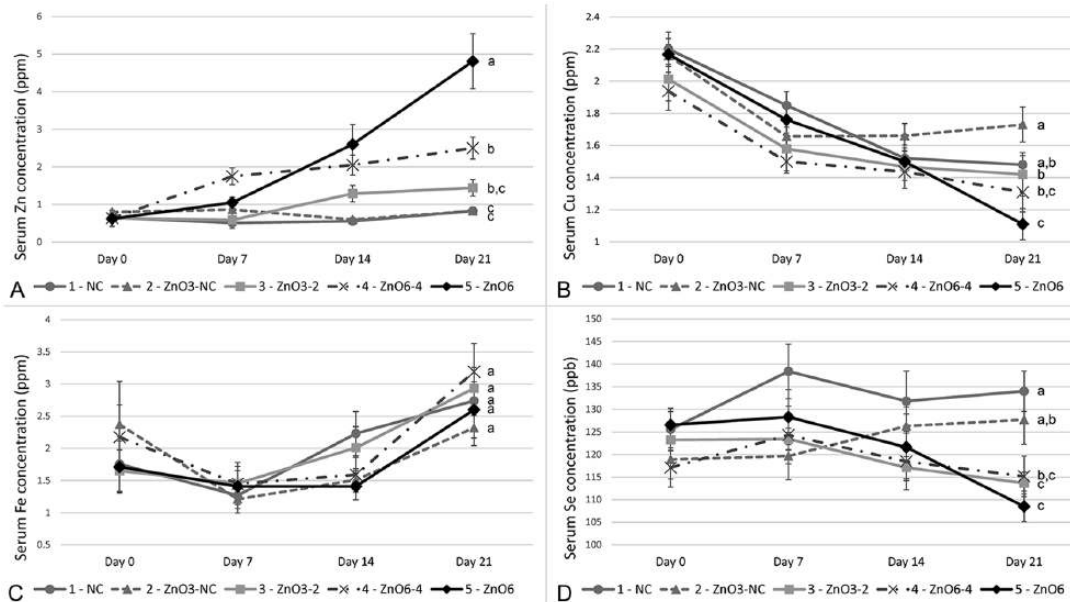 Serum Zn concentration (ppm)
6
5
4
3
2
1
0
a
b
b,c
c
c
Day 0 Day 7 Day 14 Day 21
A
1 - NC 2 - ZnO3-NC 3 - ZnO3-2 4 - ZnO6-4 5 - ZnO6
Serum Cu concentration (ppm)
2.4
2.2
2
1.8
1.6
1.4
1.2
1
a
a,b
b
b,c
c
Day 0 Day 7 Day 14 Day 21
B
1 - NC 2 - ZnO3-NC 3 - ZnO3-2 4 - ZnO6-4 5 - ZnO6
Serum Fe concentration (ppm)
4
3.5
3
2.5
2
1.5
1
0.5
a
a
a
a
a
Day 0 Day 7 Day 14 Day 21
C
1 - NC 2 - ZnO3-NC 3 - ZnO3-2 4 - ZnO6-4 5 - ZnO6
Serum Se concentration (ppb)
150
145
140
135
130
125
120
115
110
105
100
a
a,b
b,c
c
c
Day 0 Day 7 Day 14 Day 21
D
1 - NC 2 - ZnO3-NC 3 - ZnO3-2 4 - ZnO6-4 5 - ZnO6